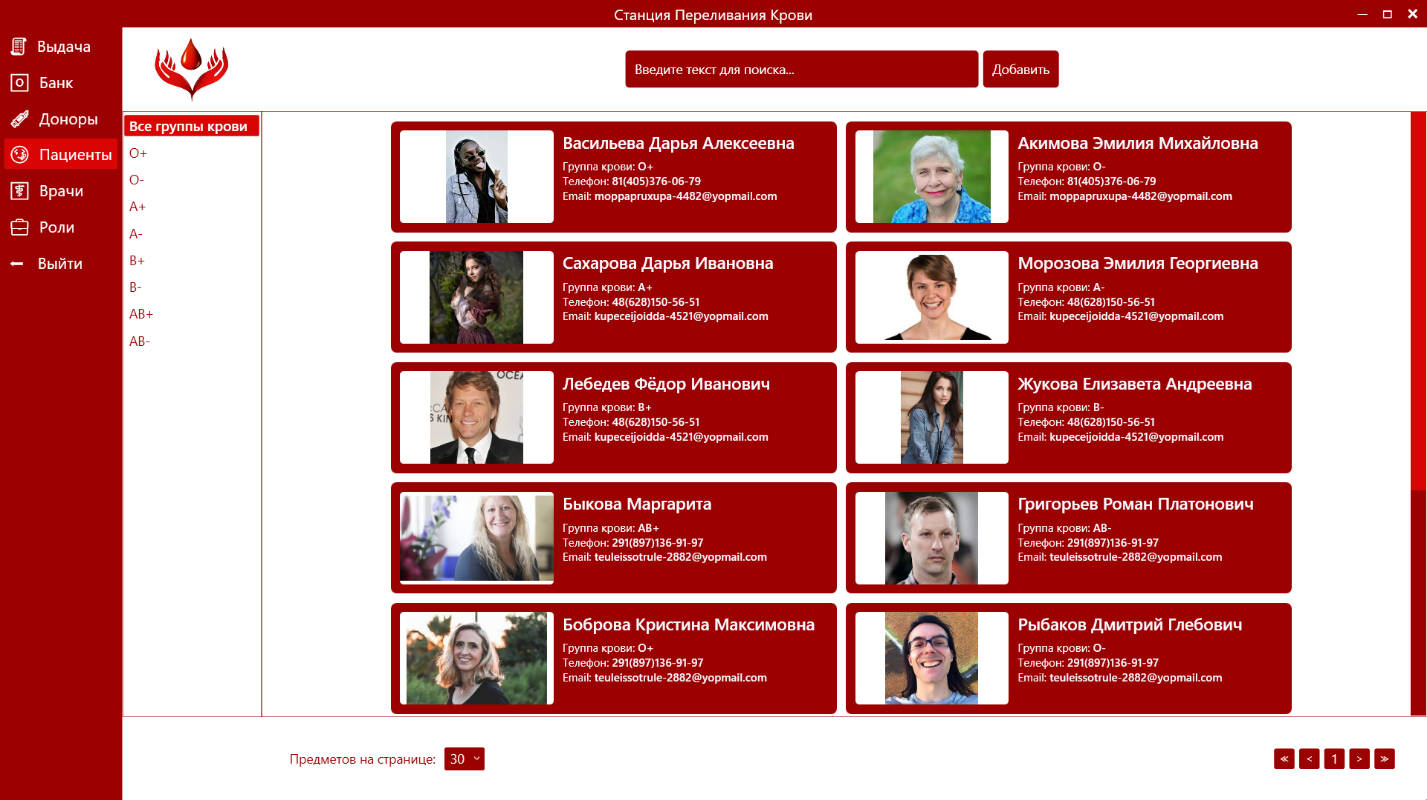 Станция Переливания Крови
Выдача
Банк
Доноры
Пациенты
Врачи
Роли
Выйти
Введите текст для поиска...
Добавить
Все группы крови
O+
O-
A+
A-
B+
B-
AB+
AB-
Васильева Дарья Алексеевна
Группа крови: O+
Телефон: 81(405)376-06-79
Email: moppapruxupa-4482@yopmail.com
Акимова Эмилия Михайловна
Группа крови: O-
Телефон: 81(405)376-06-79
Email: moppapruxupa-4482@yopmail.com
Сахарова Дарья Ивановна
Группа крови: A+
Телефон: 48(628)150-56-51
Email: kupeceijoidda-4521@yopmail.com
Морозова Эмилия Георгиевна
Группа крови: A-
Телефон: 48(628)150-56-51
Email: kupeceijoidda-4521@yopmail.com
Лебедев Фёдор Иванович
Группа крови: B+
Телефон: 48(628)150-56-51
Email: kupeceijoidda-4521@yopmail.com
Жукова Елизавета Андреевна
Группа крови: B-
Телефон: 48(628)150-56-51
Email: kupeceijoidda-4521@yopmail.com
Быкова Маргарита
Группа крови: AB+
Телефон: 291(897)136-91-97
Email: teuleissotrule-2882@yopmail.com
Григорьев Роман Платонович
Группа крови: AB-
Телефон: 291(897)136-91-97
Email: teuleissotrule-2882@yopmail.com
Боброва Кристина Максимовна
Группа крови: O+
Телефон: 291(897)136-91-97
Email: teuleissotrule-2882@yopmail.com
Рыбаков Дмитрий Глебович
Группа крови: O-
Телефон: 291(897)136-91-97
Email: teuleissotrule-2882@yopmail.com
Предметов на странице: 30
« < 1 > »